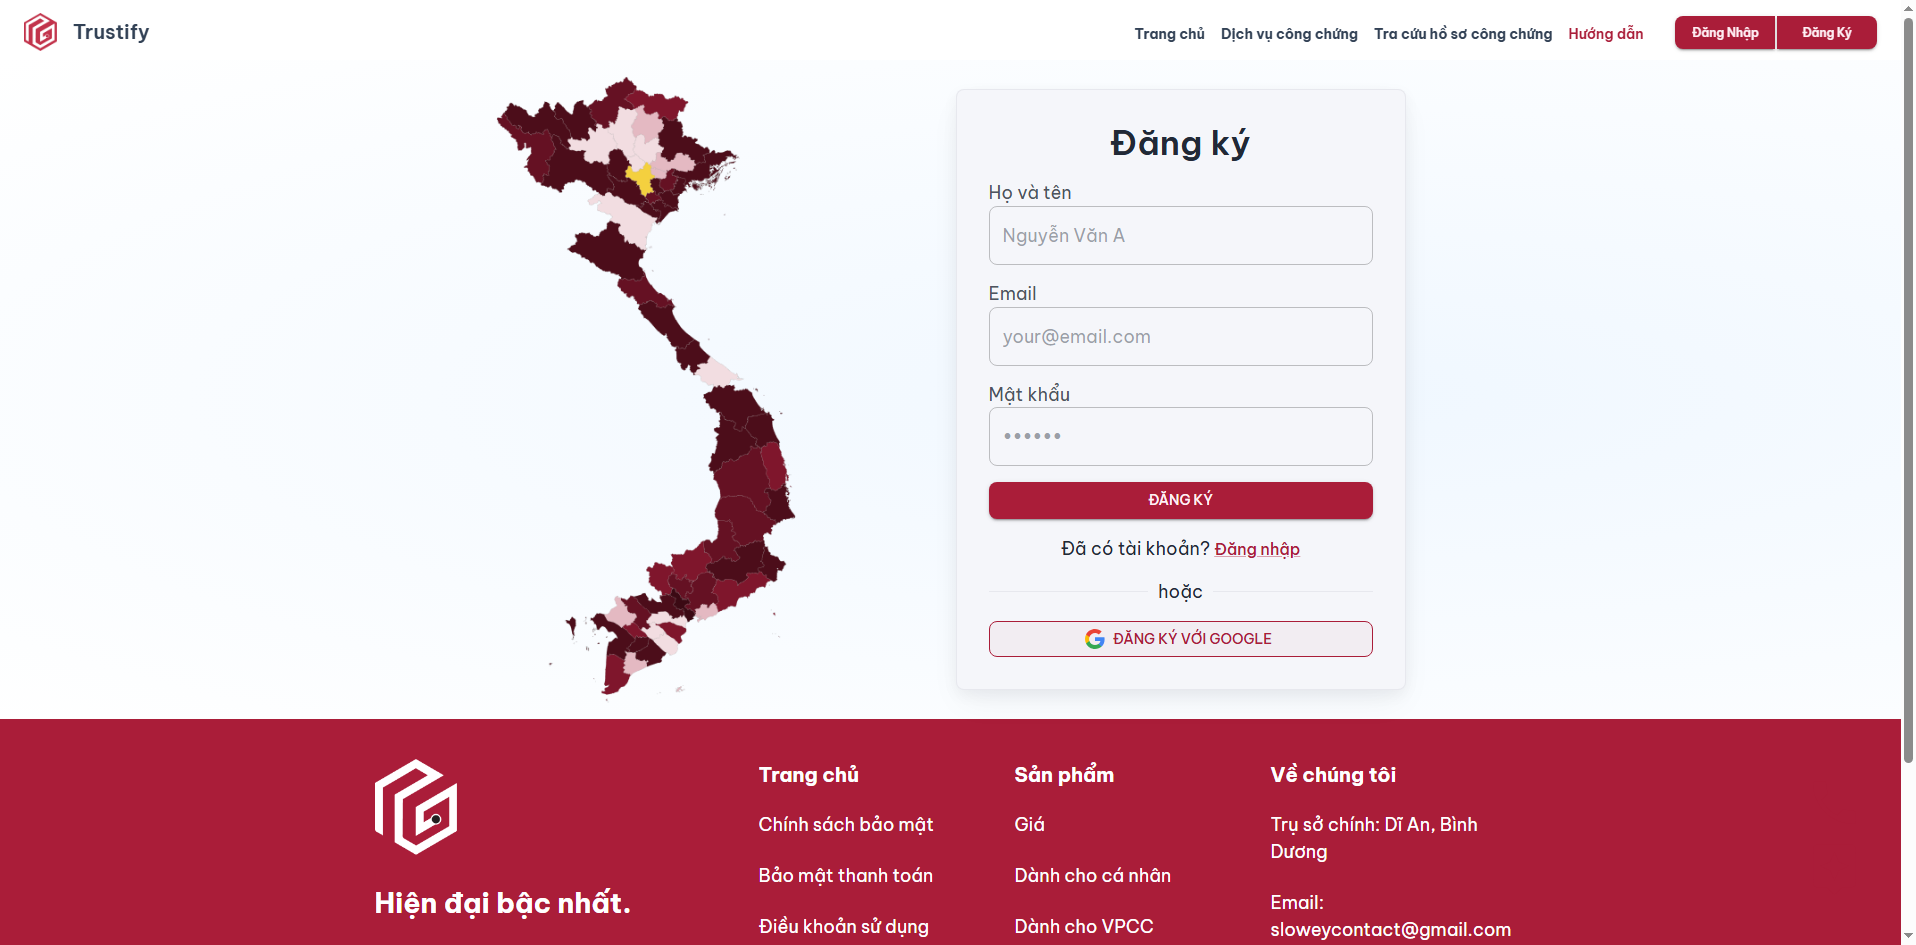 Trustify
Trang chủ
Dịch vụ công chứng
Tra cứu hồ sơ công chứng
Hướng dẫn
Đăng Nhập
Đăng Ký
Đăng ký
Họ và tên
Nguyễn Văn A
Email
your@email.com
Mật khẩu
••••••
ĐĂNG KÝ
Đã có tài khoản? Đăng nhập
hoặc
ĐĂNG KÝ VỚI GOOGLE
Hiện đại bậc nhất.
Trang chủ
Chính sách bảo mật
Bảo mật thanh toán
Điều khoản sử dụng
Sản phẩm
Giá
Dành cho cá nhân
Dành cho VPCC
Về chúng tôi
Trụ sở chính: Dĩ An, Bình
Dương
Email:
sloweycontact@gmail.com